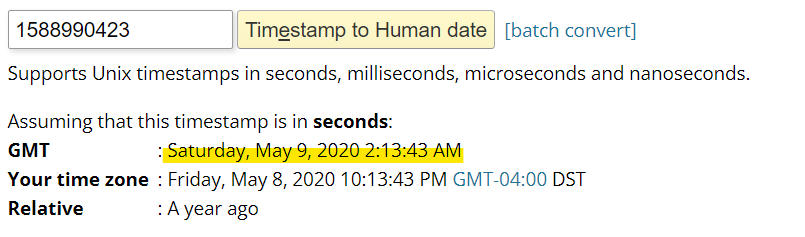 1588990423 Timestamp to Human date [batch convert]
Supports Unix timestamps in seconds, milliseconds, microseconds and nanoseconds.
Assuming that this timestamp is in seconds:
GMT : Saturday, May 9, 2020 2:13:43 AM
Your time zone : Friday, May 8, 2020 10:13:43 PM GMT-04:00 DST
Relative : A year ago